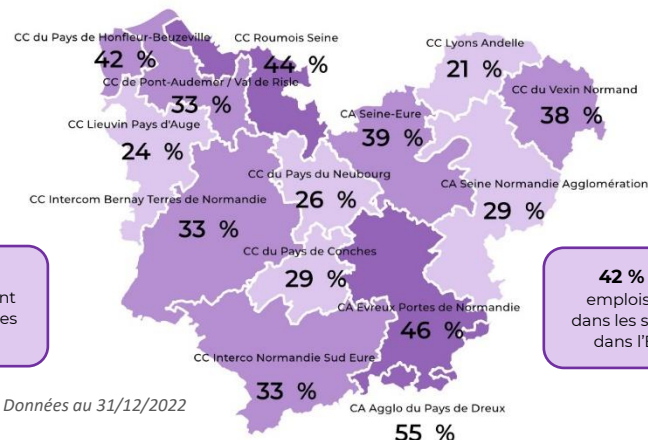 CC du Pays de Honfleur-Beuzeville
42 %
CC Roumois Seine
44 %
CC Lyons Andelle
21 %
CC de Pont-Audemer / Val de Risle
33 %
CC du Vexin Normand
38 %
CC Lieuvin Pays d'Auge
24 %
CA Seine-Eure
39 %
CC du Pays du Neubourg
26 %
CA Seine Normandie Agglomération
29 %
CC Intercom Bernay Terres de Normandie
33 %
CC du Pays de Conches
29 %
42 %
emplois
dans les s
dans l'E
nt
es
CA Evreux Portes de Normandie
46 %
CC Interco Normandie Sud Eure
33 %
Données au 31/12/2022
CA Agglo du Pays de Dreux
55 %